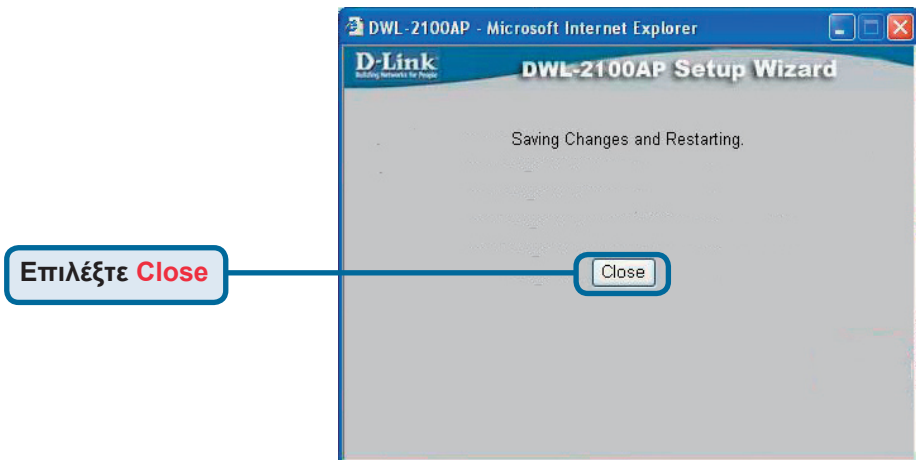 DWL-2100AP - Microsoft Internet Explorer
D-Link
Building Networks for People
DWL-2100AP Setup Wizard
Saving Changes and Restarting.
Επιλέξτε Close
Close